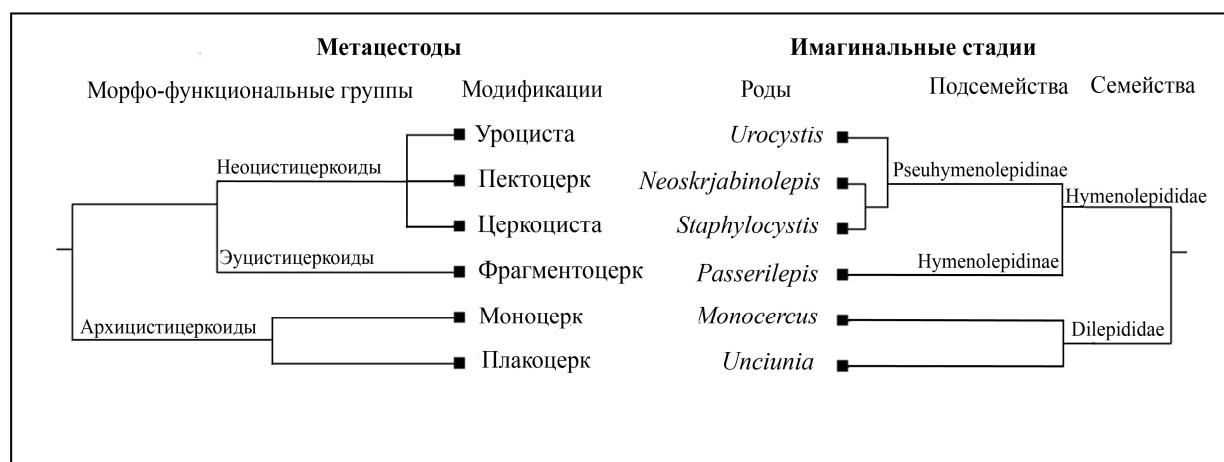 Метацестоды Имагинальные стадии
Морфо-функциональные группы Модификации Роды Подсемейства Семейства
Уроциста Urocystis
Неоцистицеркоиды Pseuhymenolepidinae
Пектоцерк Neoskrjabinolepis
Hymenolepididae
Церкоциста Staphylocystis
Эуцистицеркоиды Hymenolepidinae
Фрагментоцерк Passerilepis
Моноцерк Monocercus
Архицистицеркоиды Dilepididae
Плакоцерк Unciunia